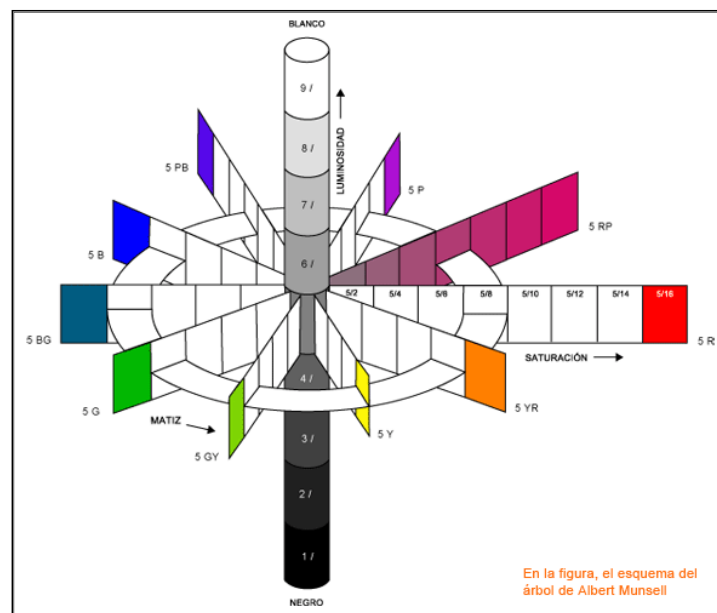 BLANCO
9 /
8 /
LUMINOSIDAD
7 /
6 /
5 PB
5 P
5 B
5 RP
5/2 5/4 5/6 5/8 5/10 5/12 5/14 5/16
5 BG
5 R
SATURACIÓN
4 /
5 G
MATIZ
5 GY
5 Y
5 YR
3 /
2 /
1 /
NEGRO
En la figura, el esquema del
árbol de Albert Munsell